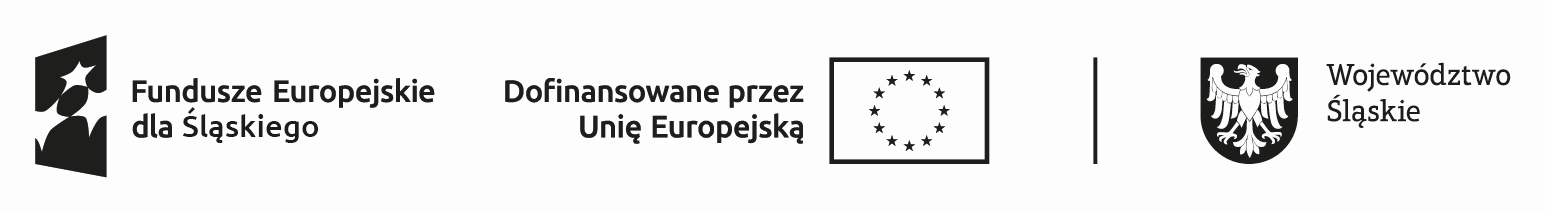 Fundusze Europejskie
dla Śląskiego
Dofinansowane przez
Unię Europejską
Województwo
Śląskie